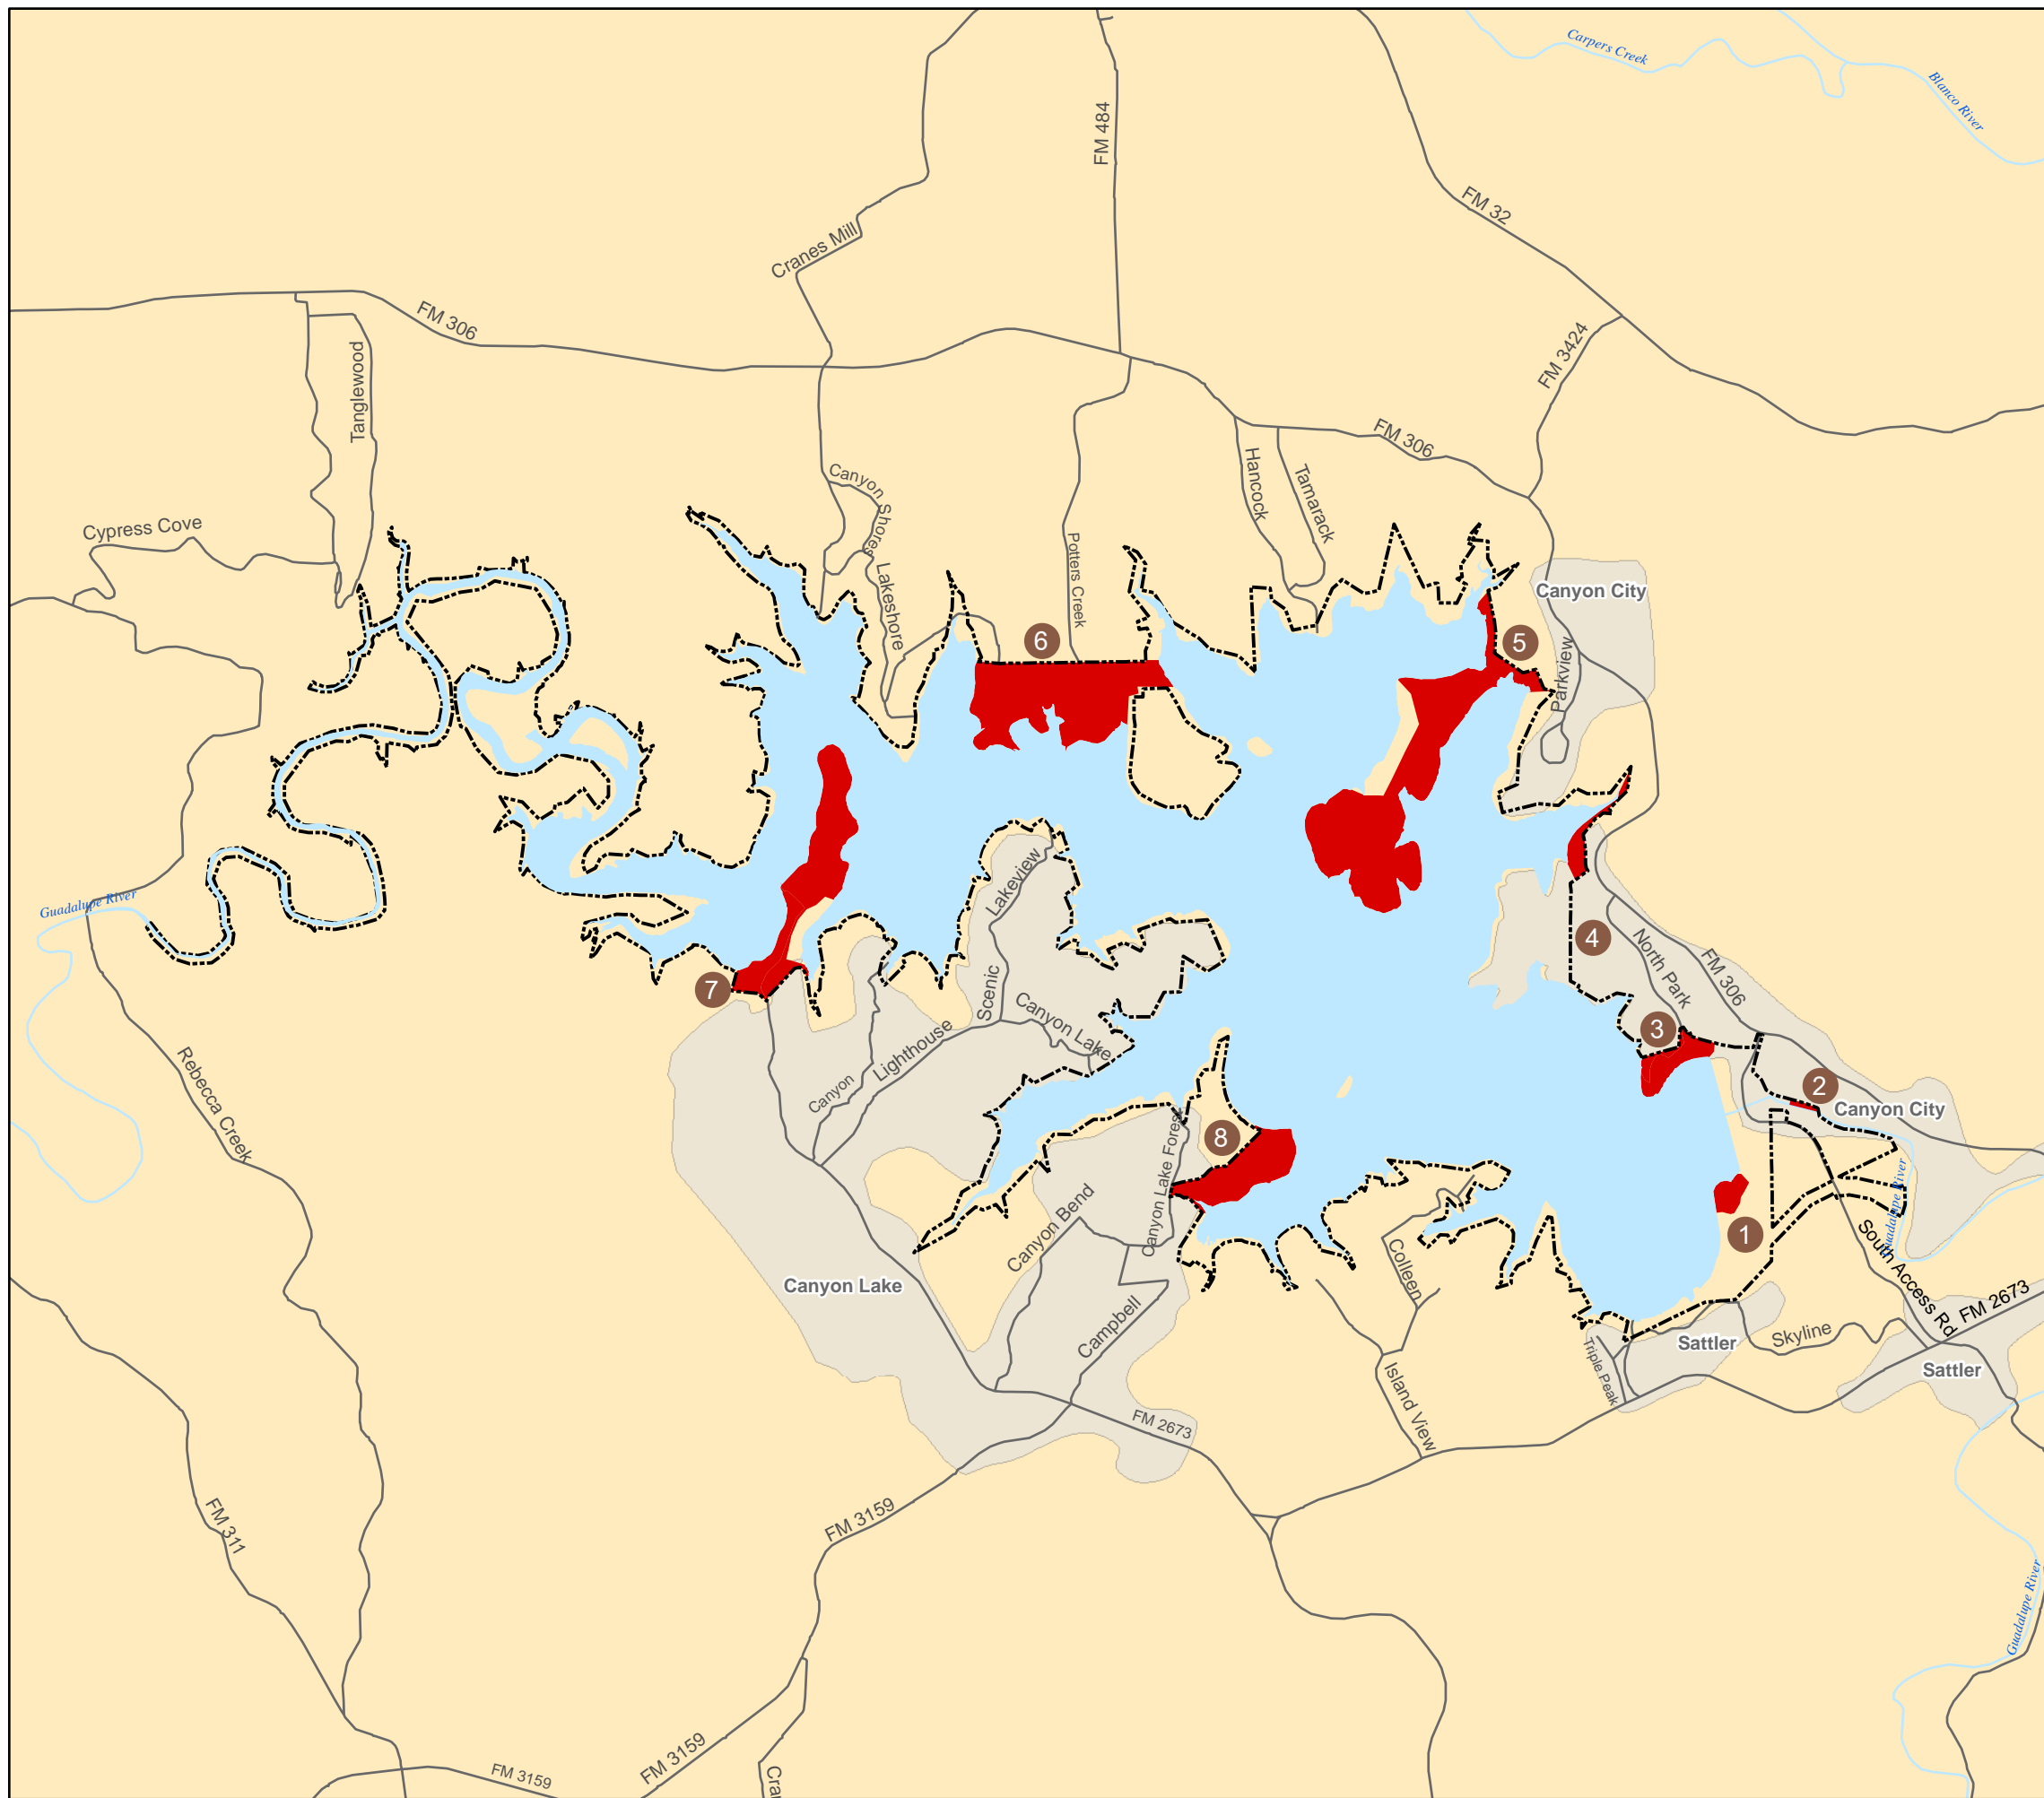 Carpers Creek
Blanco River
FM 484
FM 32
Cranes Mill
FM 306
FM 3424
Tanglewood
FM 306
Canyon Shores
Hancock
Tamarack
Cypress Cove
Potters Creek
Lakeshore
Canyon City
6
5
Parkview
Lakeview
Guadalupe River
4
North Park
FM 306
7
Scenic
Canyon Lake
3
Lighthouse
Canyon
2
Canyon City
Rebecca Creek
8
Canyon Lake Forest
Guadalupe River
1
Canyon Bend
Colleen
South Access Rd
Canyon Lake
FM 2673
Campbell
Skyline
Sattler
Sattler
Triple Peak
Island View
FM 2673
FM 311
FM 3159
Guadalupe River
FM 3159
FM 3159
Cra